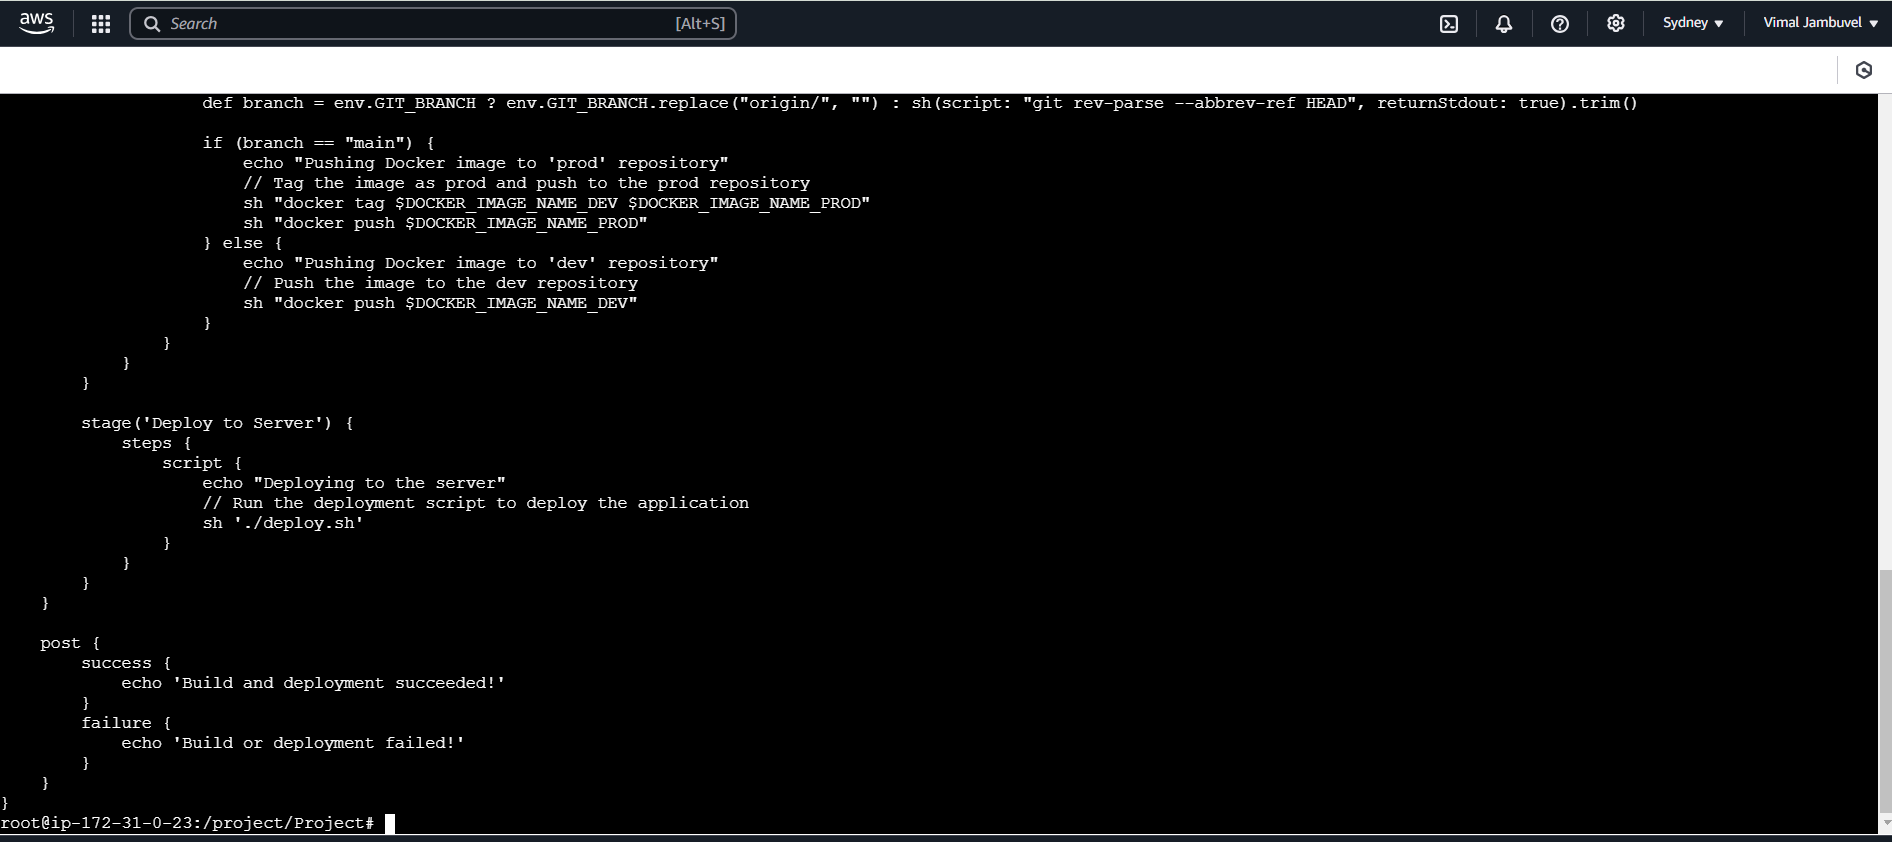 aws
Search [Alt+S]
Sydney
Vimal Jambuvel
def branch = env.GIT_BRANCH ? env.GIT_BRANCH.replace("origin/", "") : sh(script: "git rev-parse --abbrev-ref HEAD", returnStdout: true).trim()
if (branch == "main") {
echo "Pushing Docker image to 'prod' repository"
// Tag the image as prod and push to the prod repository
sh "docker tag $DOCKER_IMAGE_NAME_DEV $DOCKER_IMAGE_NAME_PROD"
sh "docker push $DOCKER_IMAGE_NAME_PROD"
} else {
echo "Pushing Docker image to 'dev' repository"
// Push the image to the dev repository
sh "docker push $DOCKER_IMAGE_NAME_DEV"
}
}
}
}
stage('Deploy to Server') {
steps {
script {
echo "Deploying to the server"
// Run the deployment script to deploy the application
sh './deploy.sh'
}
}
}
}
post {
success {
echo 'Build and deployment succeeded!'
}
failure {
echo 'Build or deployment failed!'
}
}
}
root@ip-172-31-0-23:/project/Project#